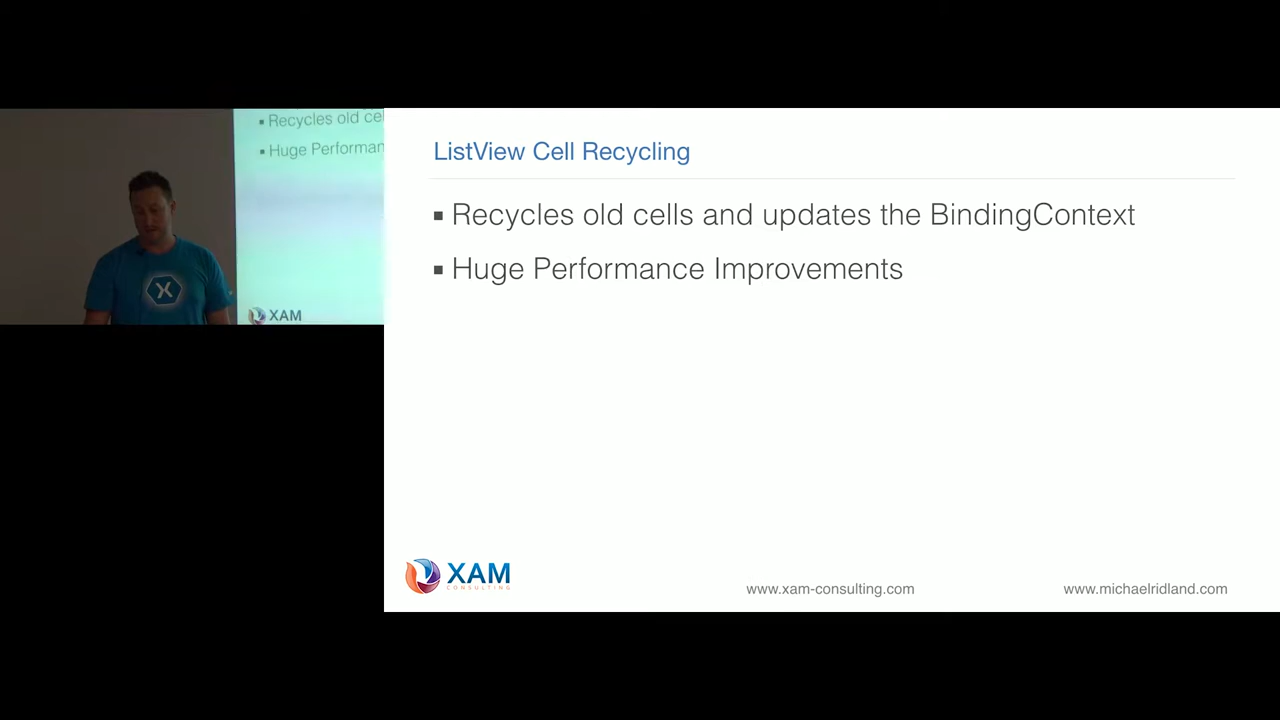 Recycles old ce
Huge Performan
XAM
X
ListView Cell Recycling
▪ Recycles old cells and updates the BindingContext
▪ Huge Performance Improvements
XAM
CONSULTING
www.xam-consulting.com
www.michaelridland.com